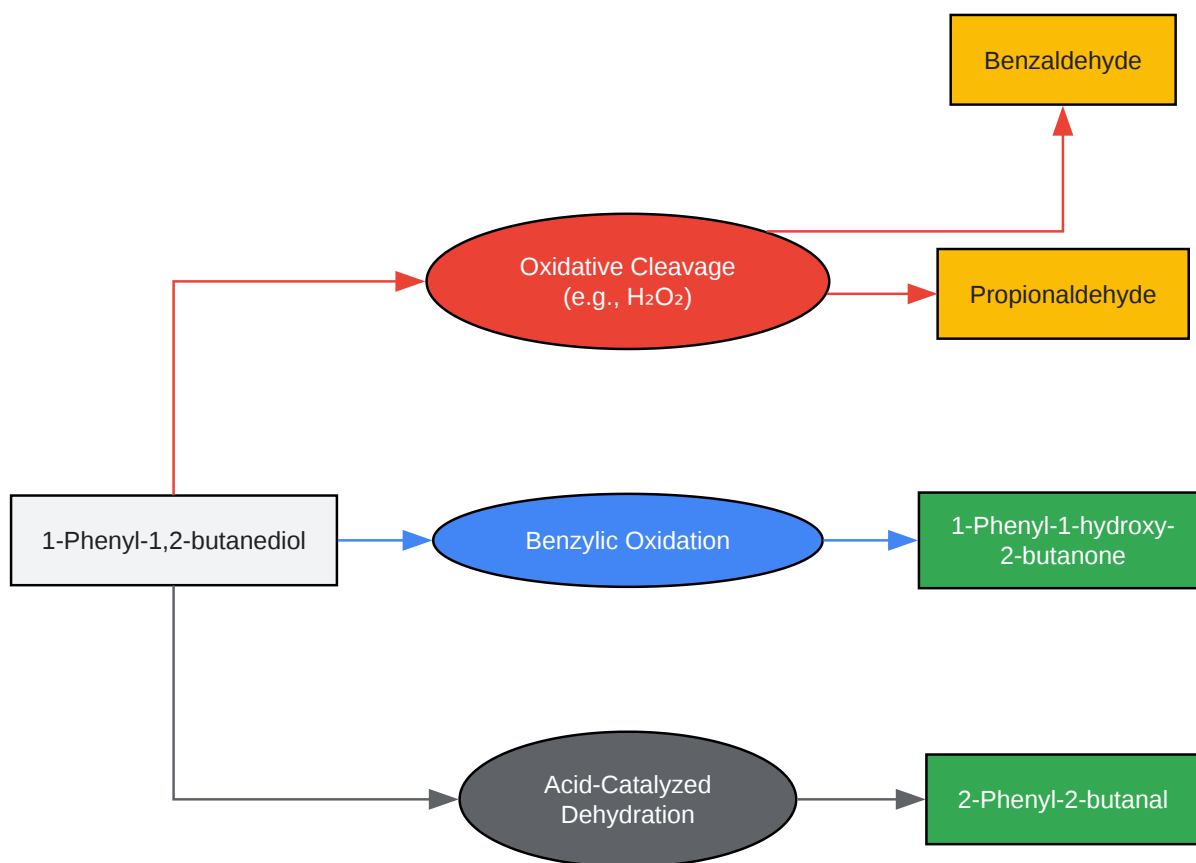 Benzaldehyde
Oxidative Cleavage
(e.g., H₂O₂)
Propionaldehyde
1-Phenyl-1,2-butanediol
Benzylic Oxidation
1-Phenyl-1-hydroxy-
2-butanone
Acid-Catalyzed
Dehydration
2-Phenyl-2-butanal